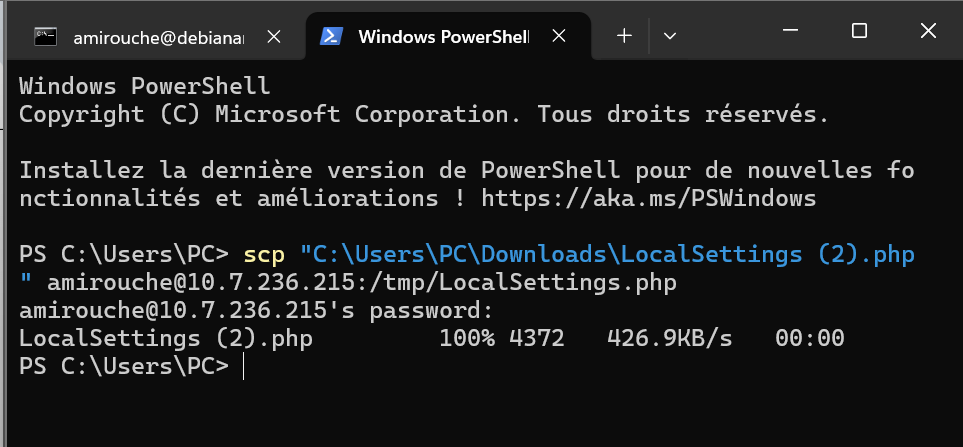 amirouche@debiana
Windows PowerShell
Windows PowerShell
Copyright (C) Microsoft Corporation. Tous droits réservés.
Installez la dernière version de PowerShell pour de nouvelles fo
nctionnalités et améliorations ! https://aka.ms/PSWindows
PS C:\Users\PC> scp "C:\Users\PC\Downloads\LocalSettings (2).php
" amirouche@10.7.236.215:/tmp/LocalSettings.php
amirouche@10.7.236.215's password:
LocalSettings (2).php 100% 4372 426.9KB/s 00:00
PS C:\Users\PC>